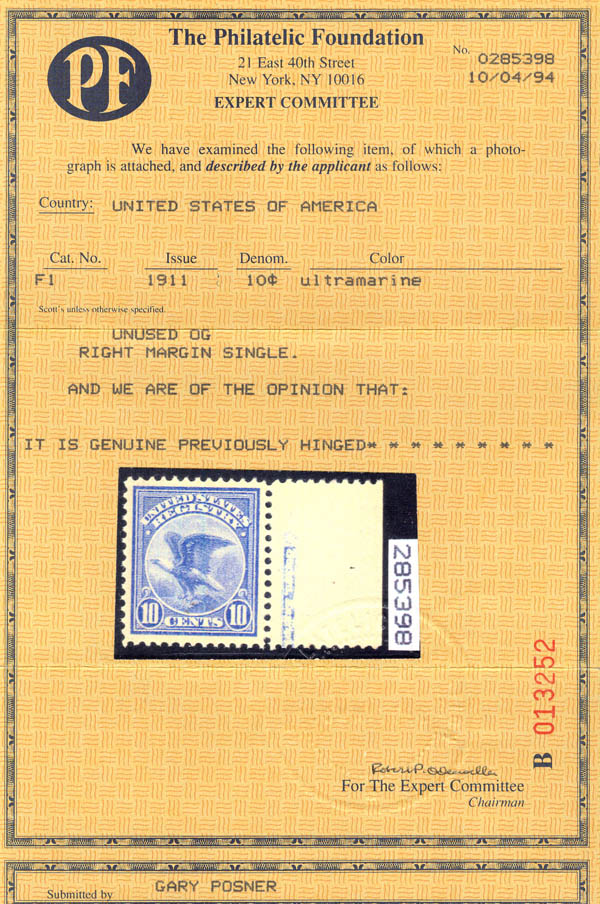 PF
The Philatelic Foundation
21 East 40th Street
New York, NY 10016
EXPERT COMMITTEE
No. 0285398
10/04/94
We have examined the following item, of which a photo-
graph is attached, and described by the applicant as follows:
Country: UNITED STATES OF AMERICA
Cat. No. Issue Denom. Color
F1 1911 10¢ ultramarine
Scott's unless otherwise specified.
UNUSED OG
RIGHT MARGIN SINGLE.
AND WE ARE OF THE OPINION THAT:
IT IS GENUINE PREVIOUSLY HINGED* * * * * * * * *
UNITED STATES
REGISTRY
10 10
CENTS
285398
B 013252
For The Expert Committee
Chairman
Submitted by GARY POSNER